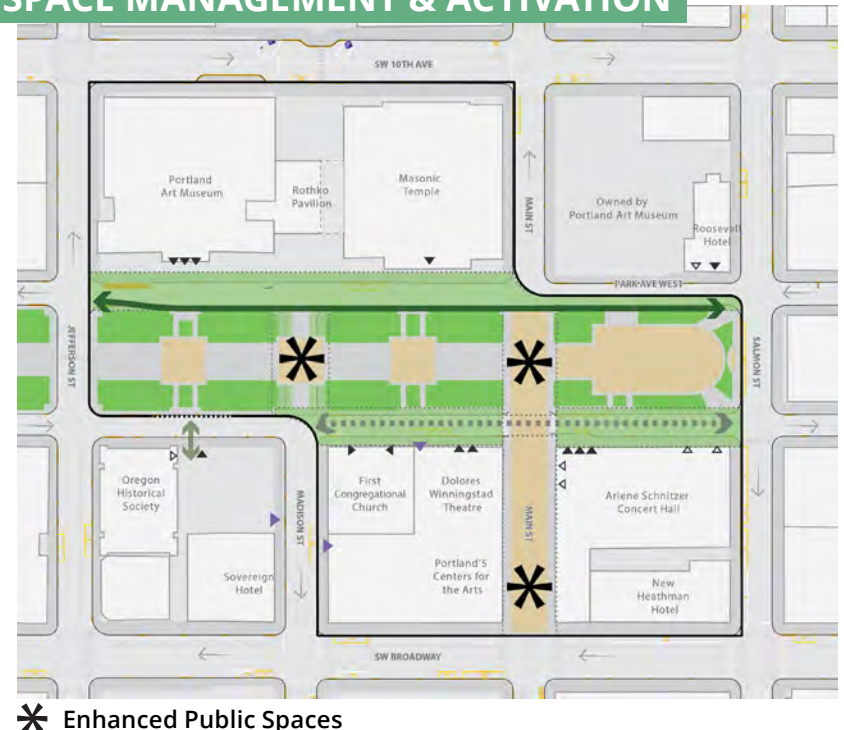 SPACE MANAGEMENT & ACTIVATION
SW 10TH AVE
Portland
Art Museum
Rothko
Pavilion
Masonic
Temple
MAIN ST
Owned by
Portland Art Museum
Roosevelt
Hotel
PARK AVE WEST
JEFFERSON ST
SALMON ST
Oregon
Historical
Society
Sovereign
Hotel
MADISON ST
First
Congregational
Church
Dolores
Winningstad
Theatre
Portland'5
Centers for
the Arts
MAIN ST
Arlene Schnitzer
Concert Hall
New
Heathman
Hotel
SW BROADWAY
Enhanced Public Spaces